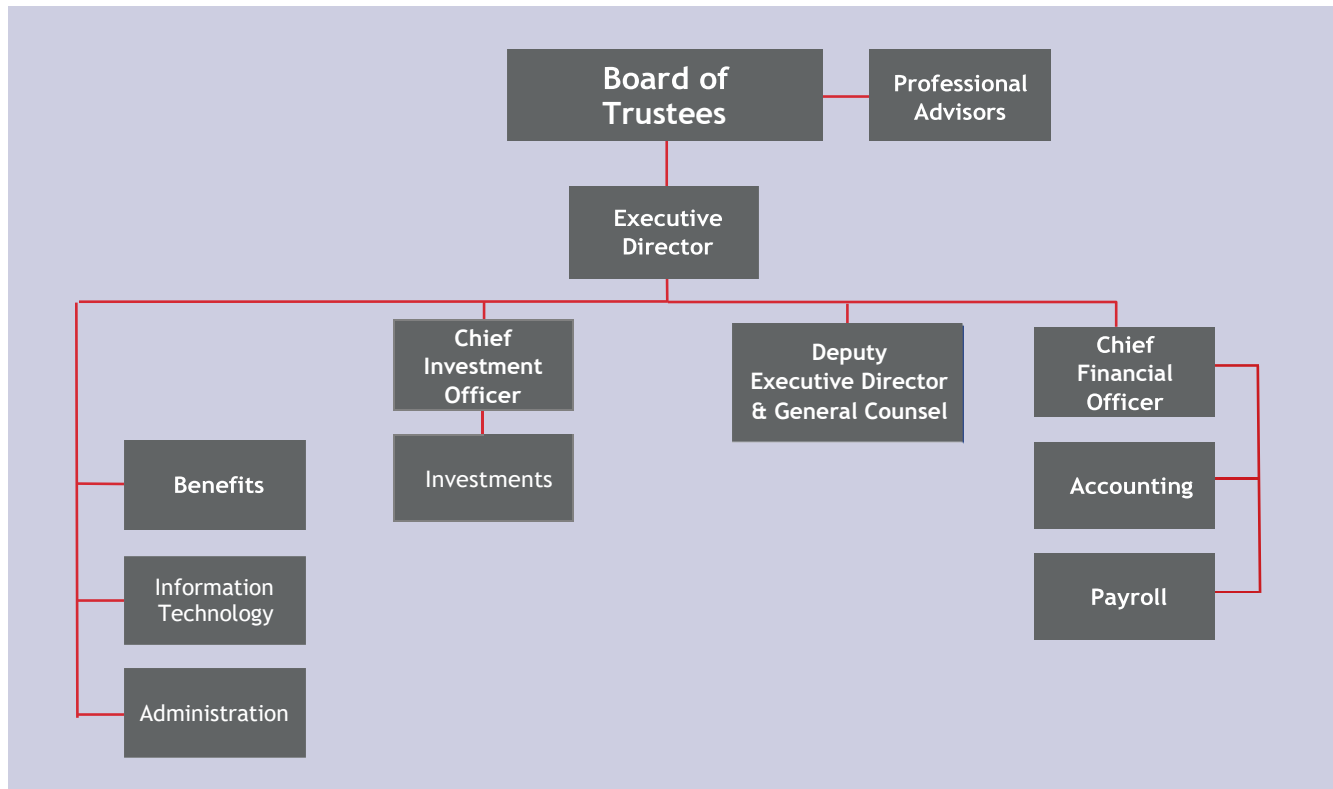 Board of
Trustees
Professional
Advisors
Executive
Director
Chief
Investment
Officer
Deputy
Executive Director
& General Counsel
Chief
Financial
Officer
Benefits
Investments
Accounting
Information
Technology
Payroll
Administration